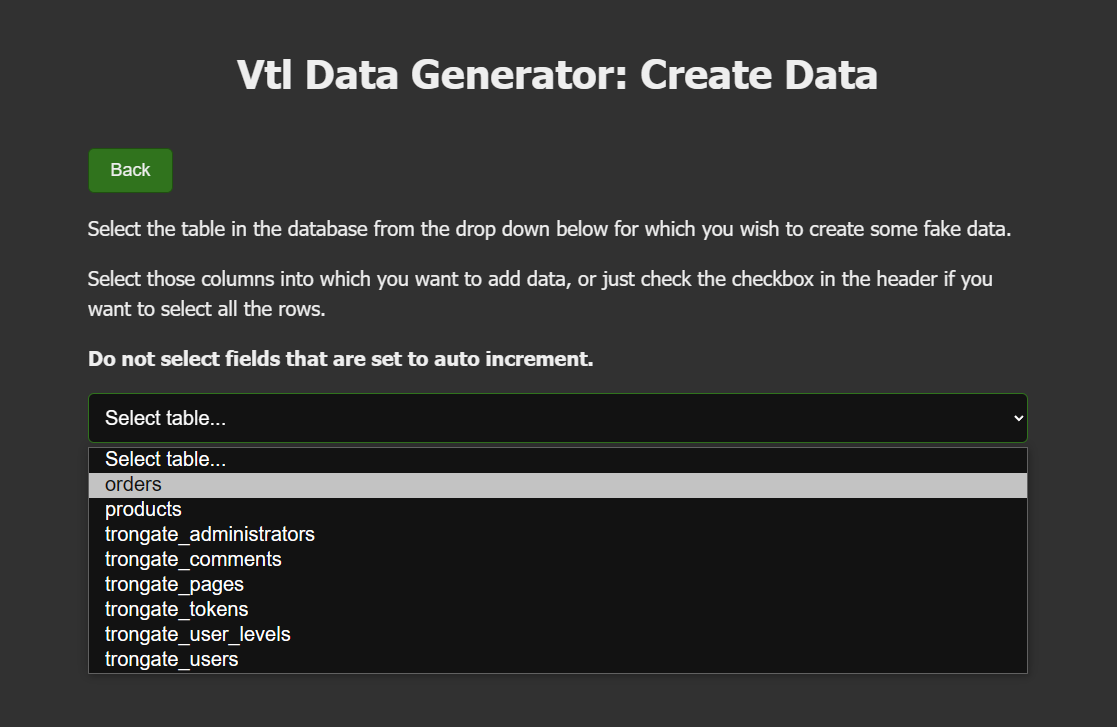 Vtl Data Generator: Create Data
Back
Select the table in the database from the drop down below for which you wish to create some fake data.
Select those columns into which you want to add data, or just check the checkbox in the header if you
want to select all the rows.
Do not select fields that are set to auto increment.
Select table...
Select table...
orders
products
trongate_administrators
trongate_comments
trongate_pages
trongate_tokens
trongate_user_levels
trongate_users